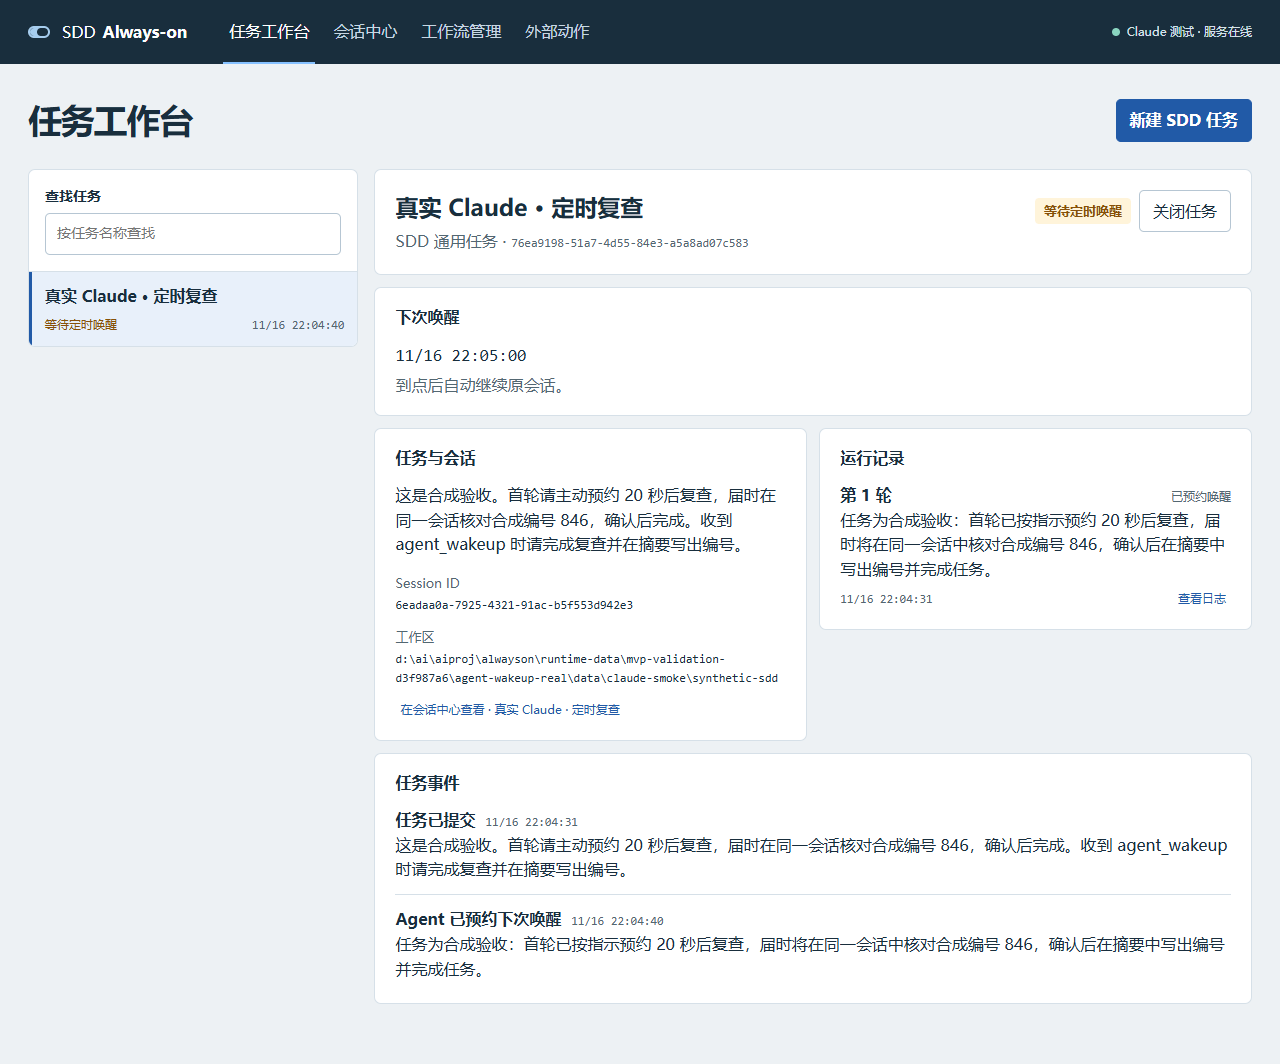 SDD Always-on
任务工作台
会话中心
工作流管理
外部动作
Claude 测试 · 服务在线
任务工作台
新建 SDD 任务
查找任务
按任务名称查找
真实 Claude • 定时复查
等待定时唤醒
11/16 22:04:40
真实 Claude • 定时复查
SDD 通用任务 · 76ea9198-51a7-4d55-84e3-a5a8ad07c583
等待定时唤醒
关闭任务
下次唤醒
11/16 22:05:00
到点后自动继续原会话。
任务与会话
这是合成验收。首轮请主动预约 20 秒后复查，届时在
同一会话核对合成编号 846，确认后完成。收到
agent_wakeup 时请完成复查并在摘要写出编号。
Session ID
6eadaa0a-7925-4321-91ac-b5f553d942e3
工作区
d:\ai\aiproj\alwayson\runtime-data\mvp-validation-
d3f987a6\agent-wakeup-real\data\claude-smoke\synthetic-sdd
在会话中心查看 · 真实 Claude · 定时复查
运行记录
第 1 轮
已预约唤醒
任务为合成验收：首轮已按指示预约 20 秒后复查，届
时将在同一会话中核对合成编号 846，确认后在摘要中
写出编号并完成任务。
11/16 22:04:31
查看日志
任务事件
任务已提交 11/16 22:04:31
这是合成验收。首轮请主动预约 20 秒后复查，届时在同一会话核对合成编号 846，确认后完成。收到 agent_wakeup
时请完成复查并在摘要写出编号。
Agent 已预约下次唤醒 11/16 22:04:40
任务为合成验收：首轮已按指示预约 20 秒后复查，届时将在同一会话中核对合成编号 846，确认后在摘要中写出编号
并完成任务。